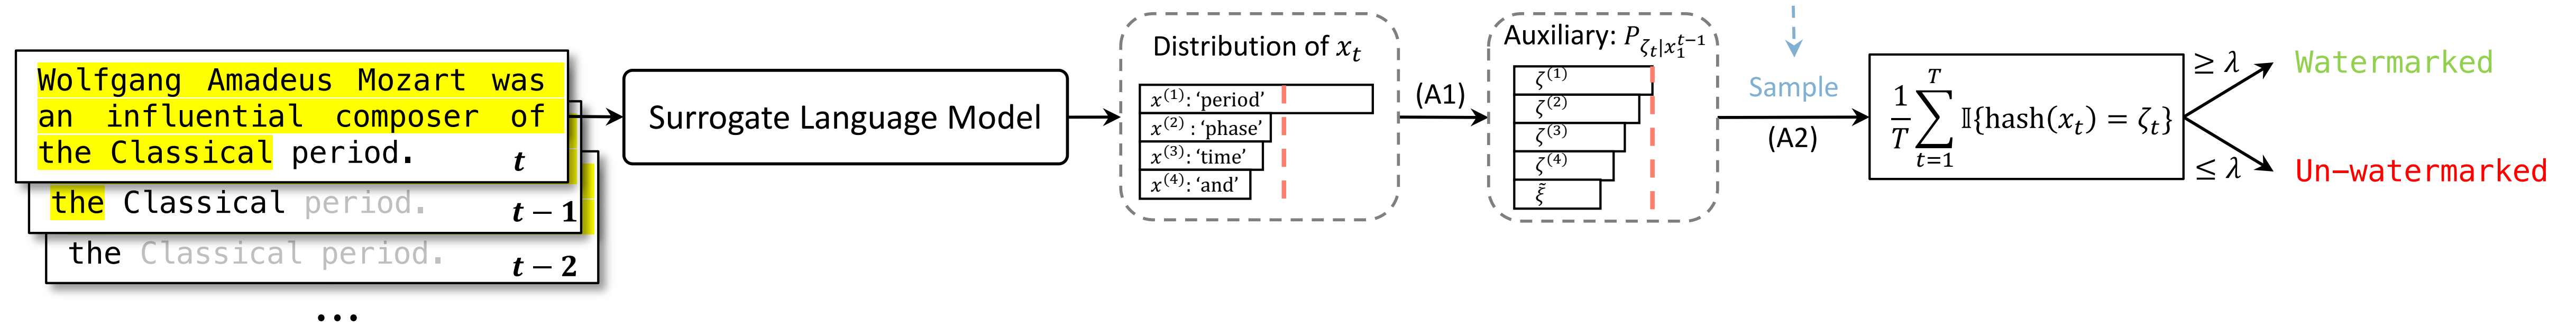 Wolfgang Amadeus Mozart was
an influential composer of
the Classical period.
t
the Classical period.
t − 1
the Classical period.
t − 2
...
Surrogate Language Model
Distribution of x_t
x^(1): ‘period’
x^(2) : ‘phase’
x^(3): ‘time’
x^(4): ‘and’
(A1)
Auxiliary: P_{ζ_t|x_1^{t−1}}
ζ^(1)
ζ^(2)
ζ^(3)
ζ^(4)
ξ̃
Sample
(A2)
1/T ∑_{t=1}^{T} 𝕀{hash(x_t) = ζ_t}
≥ λ
Watermarked
≤ λ
Un-watermarked